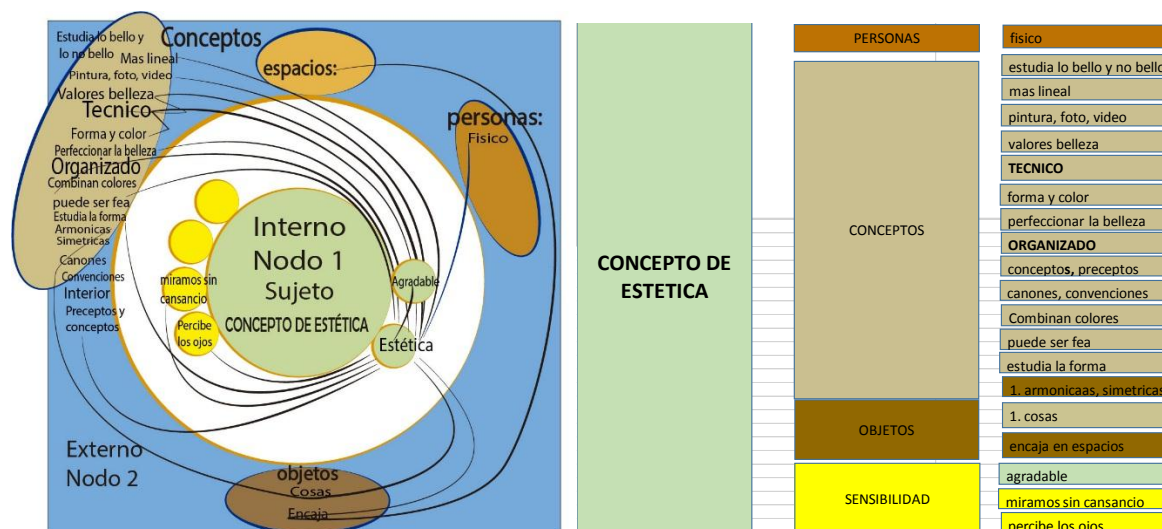 Conceptos
Estudia lo bello y
lo no bello
Mas lineal
Pintura, foto, video
Valores belleza
Tecnico
Forma y color
Perfeccionar la belleza
Organizado
Combinan colores
puede ser fea
Estudia la forma
Armonicas
Simetricas
Canones
Convenciones
Interior
Preceptos y
conceptos
espacios:
personas:
Fisico
Interno
Nodo 1
Sujeto
CONCEPTO DE ESTÉTICA
miramos sin
cansancio
Percibe
los ojos
Agradable
Estética
Externo
Nodo 2
objetos
Cosas
Encaja
CONCEPTO DE
ESTETICA
PERSONAS
fisico
CONCEPTOS
estudia lo bello y no bello
mas lineal
pintura, foto, video
valores belleza
TECNICO
forma y color
perfeccionar la belleza
ORGANIZADO
conceptos, preceptos
canones, convenciones
Combinan colores
puede ser fea
estudia la forma
1. armonicaas, simetricas
OBJETOS
1. cosas
encaja en espacios
SENSIBILIDAD
agradable
miramos sin cansancio
percibe los ojos